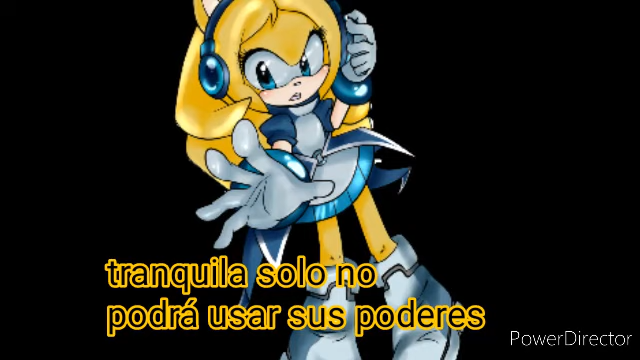 tranquila solo no
podrá usar sus poderes
PowerDirector